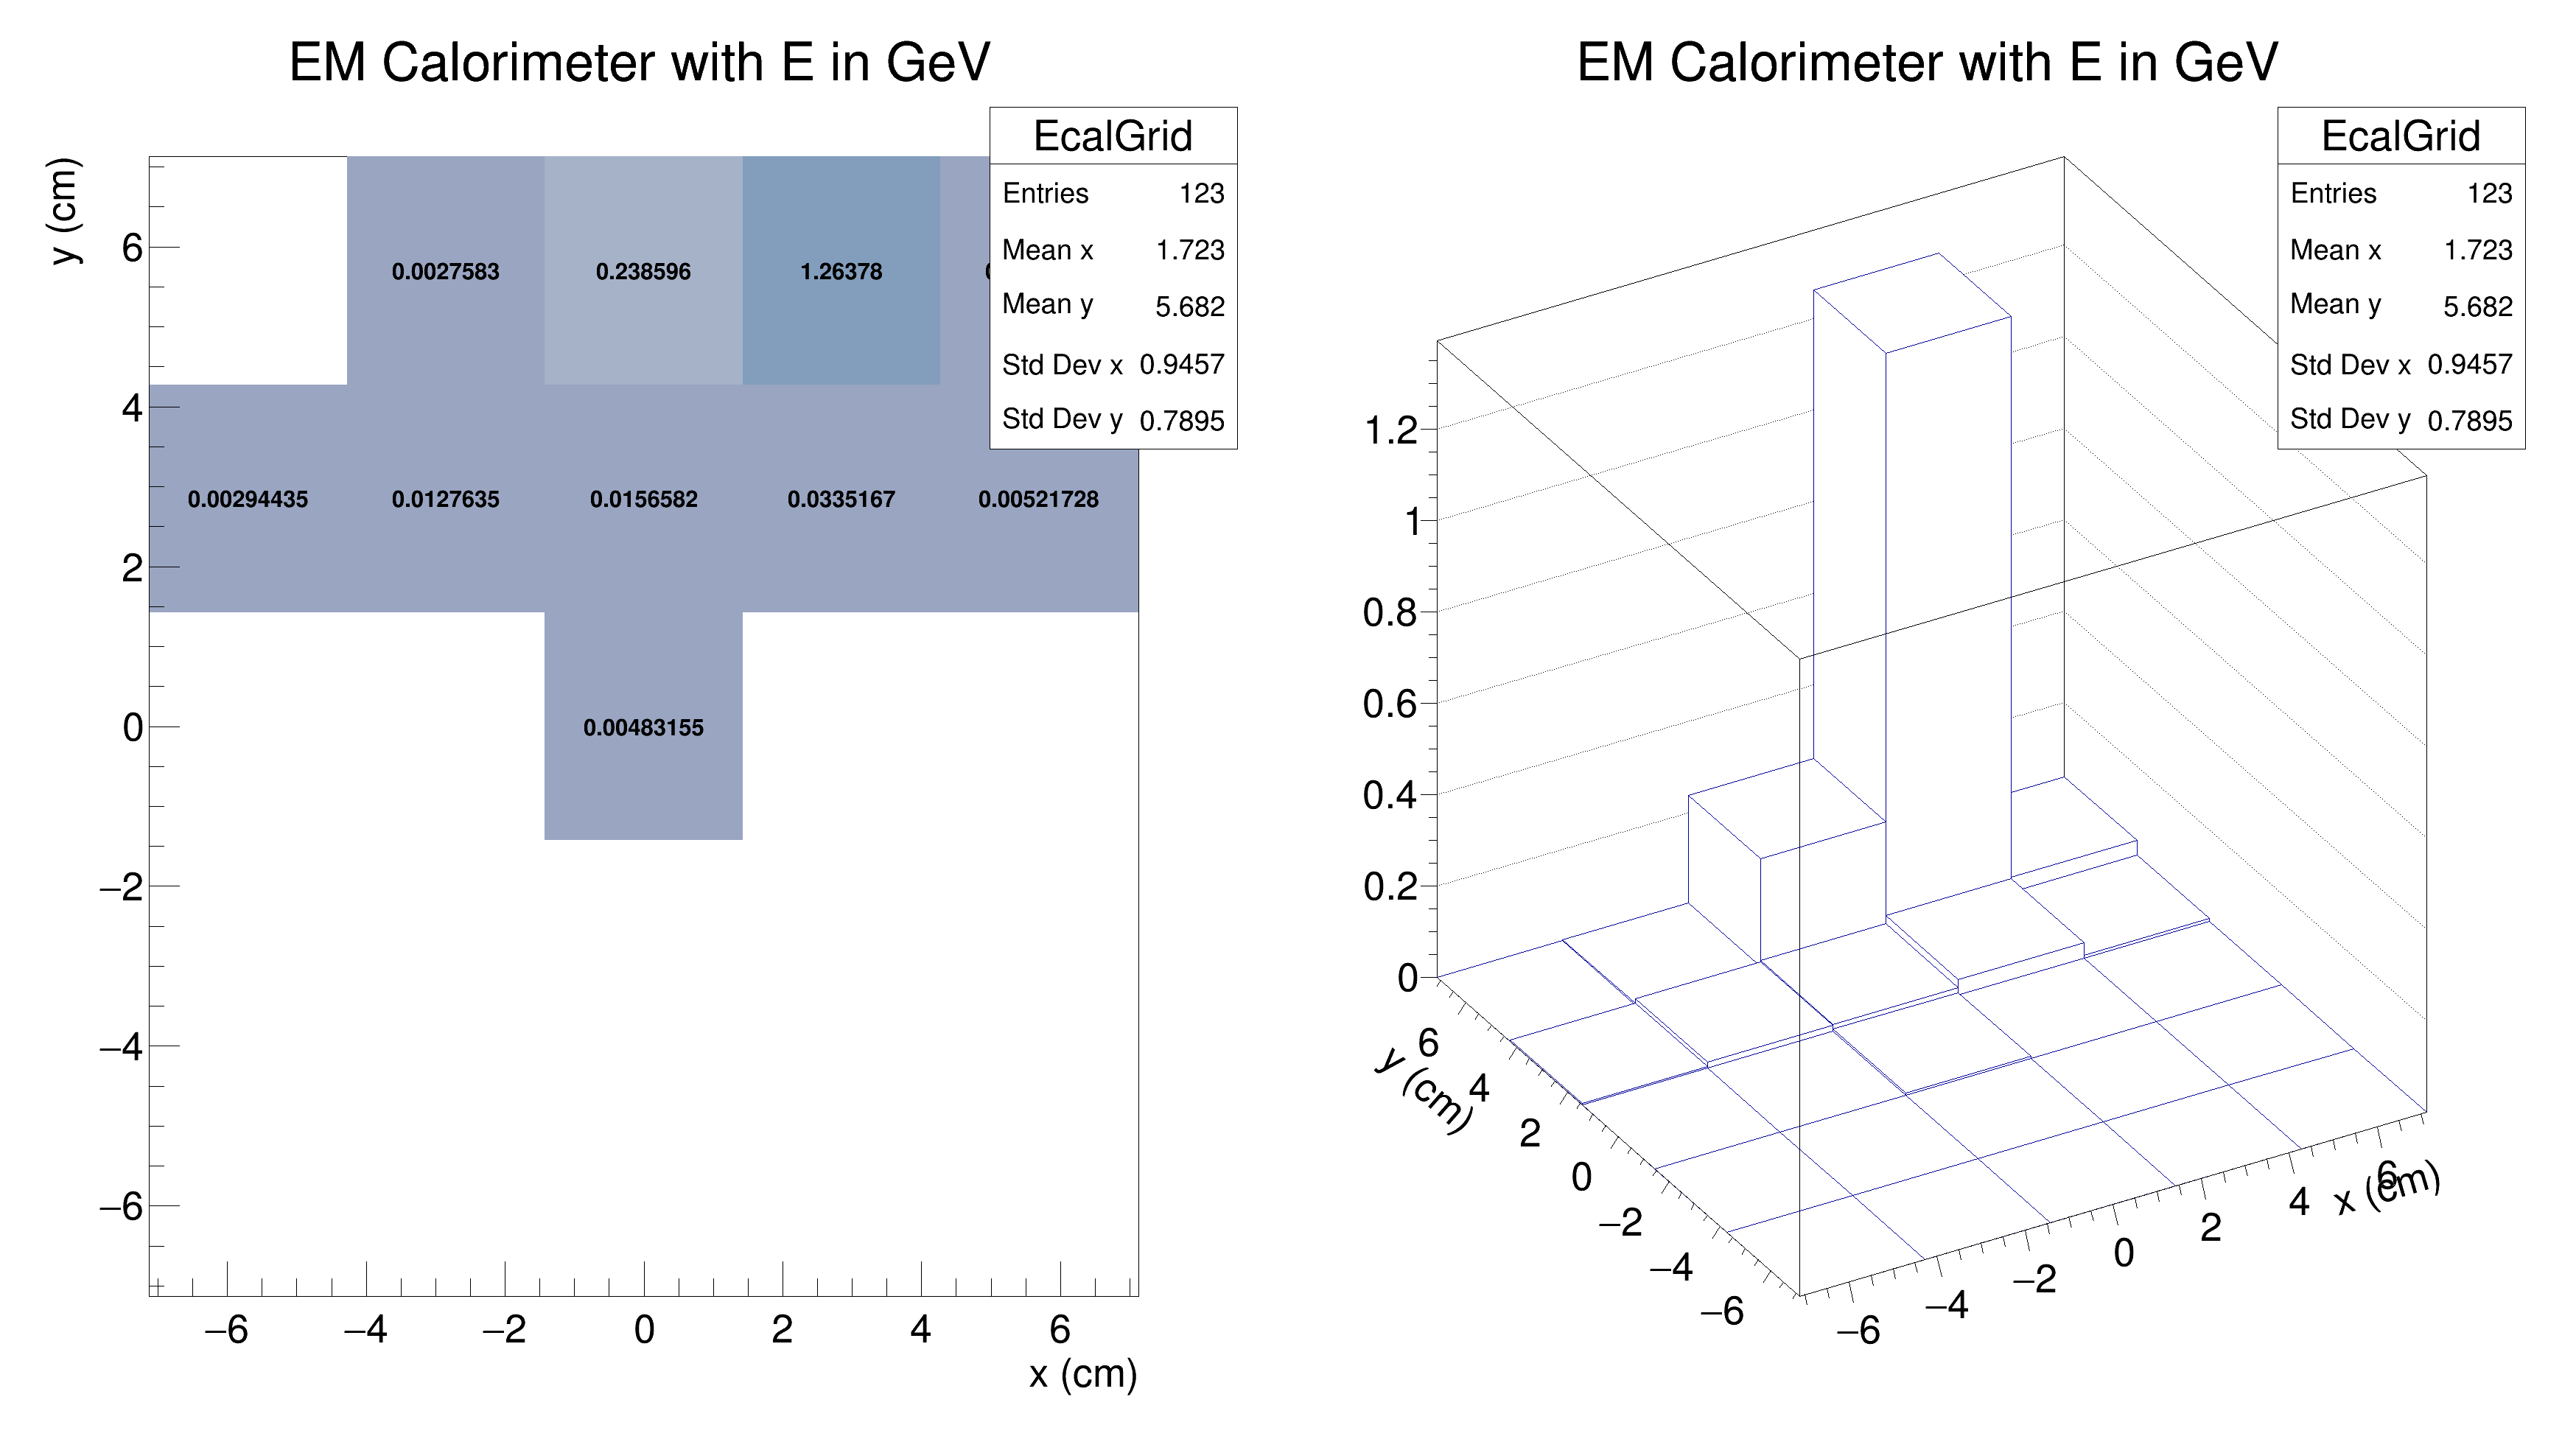 EM Calorimeter with E in GeV
EcalGrid
Entries 123
Mean x 1.723
Mean y 5.682
Std Dev x 0.9457
Std Dev y 0.7895
y (cm)
6
4
2
0
−2
−4
−6
0.0027583 0.238596 1.26378
0.00294435 0.0127635 0.0156582 0.0335167 0.00521728
0.00483155
−6 −4 −2 0 2 4 6
x (cm)
EM Calorimeter with E in GeV
EcalGrid
Entries 123
Mean x 1.723
Mean y 5.682
Std Dev x 0.9457
Std Dev y 0.7895
1.2
1
0.8
0.6
0.4
0.2
0
y (cm)
6
4
2
0
−2
−4
−6
−6 −4 −2 0 2 4 6
x (cm)